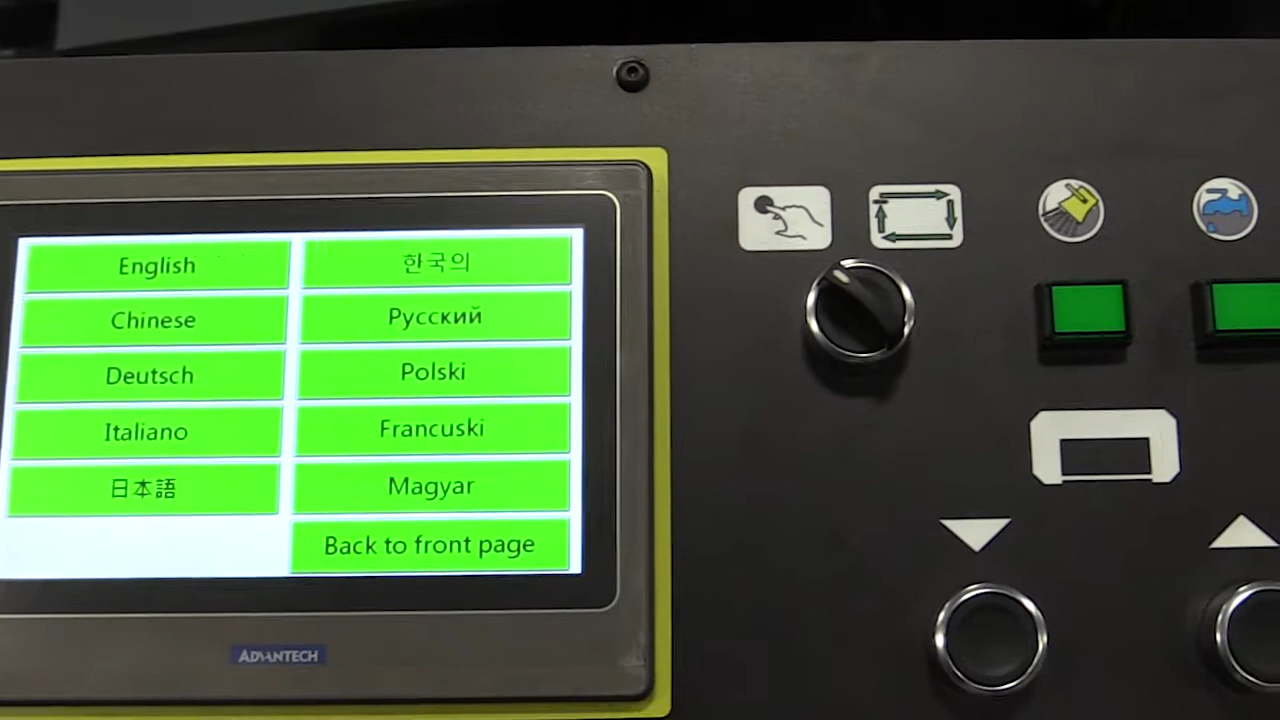 English
한국의
Chinese
Русский
Deutsch
Polski
Italiano
Francuski
日本語
Magyar
Back to front page
ADVANTECH